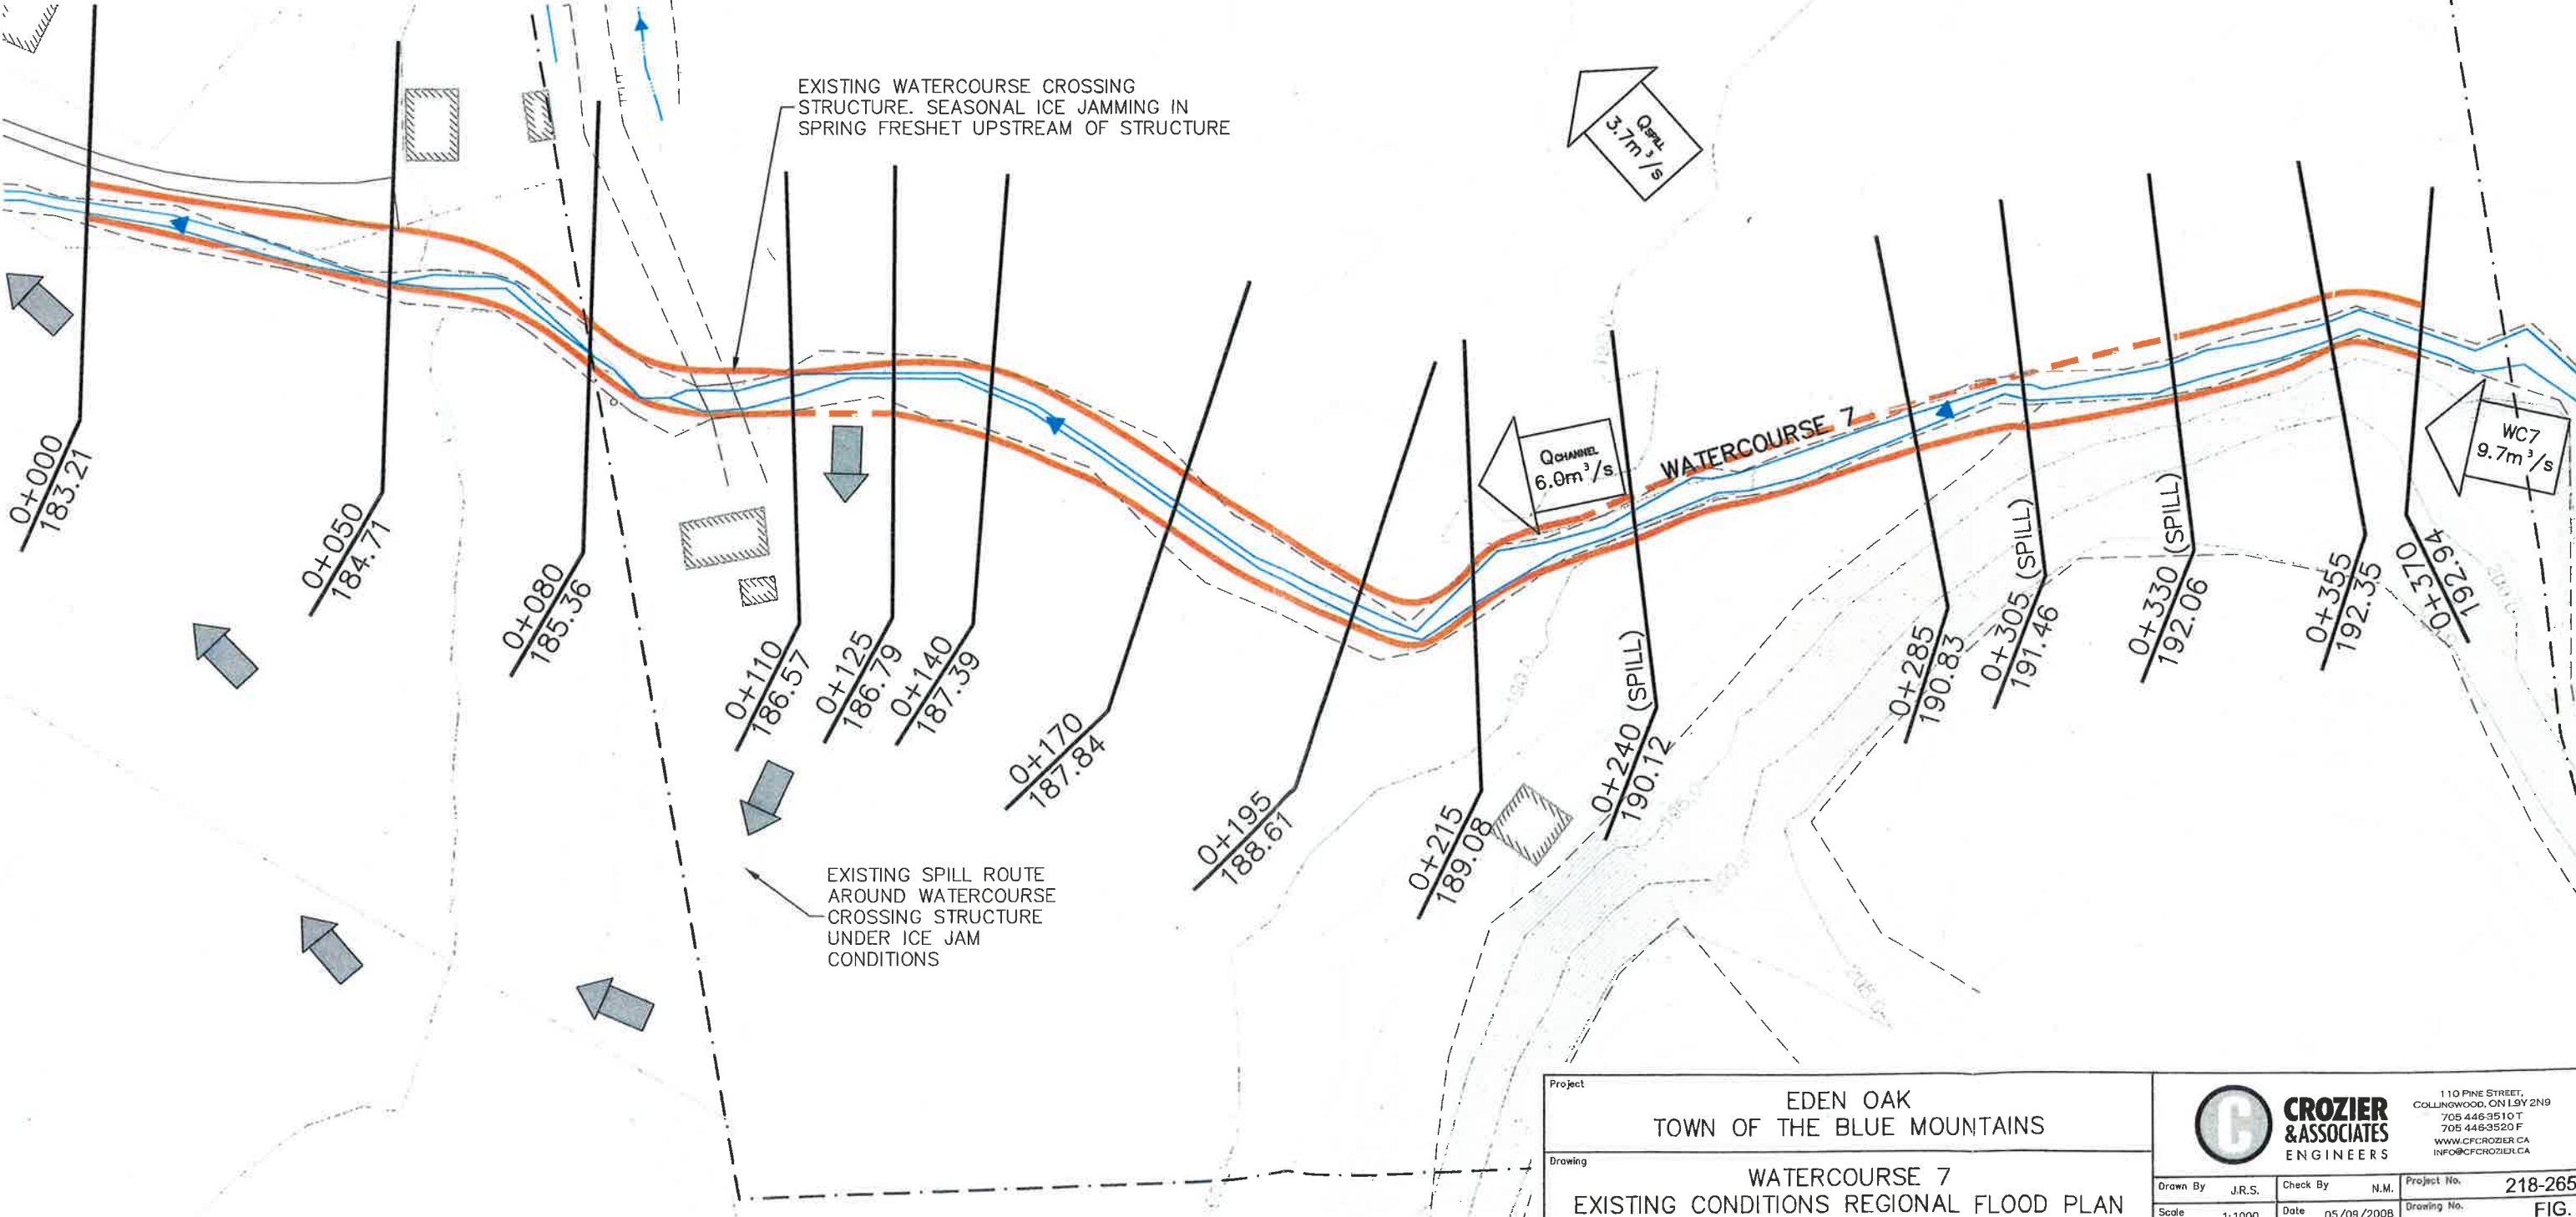 EXISTING WATERCOURSE CROSSING
STRUCTURE. SEASONAL ICE JAMMING IN
SPRING FRESHET UPSTREAM OF STRUCTURE
QSPILL
3.7m³/s
QCHANNEL
6.0m³/s
WATERCOURSE 7
WC7
9.7m³/s
0+000
183.21
0+050
184.71
0+080
185.36
0+110
186.57
0+125
186.79
0+140
187.39
0+170
187.84
0+195
188.61
0+215
189.08
0+240 (SPILL)
190.12
0+285
190.83
0+305 (SPILL)
191.46
0+330 (SPILL)
192.06
0+355
192.35
0+370
192.94
190.0
EXISTING SPILL ROUTE
AROUND WATERCOURSE
CROSSING STRUCTURE
UNDER ICE JAM
CONDITIONS
Project
EDEN OAK
TOWN OF THE BLUE MOUNTAINS
Drawing
WATERCOURSE 7
EXISTING CONDITIONS REGIONAL FLOOD PLAN
C
CROZIER
&ASSOCIATES
ENGINEERS
110 PINE STREET,
COLLINGWOOD, ON L9Y 2N9
705 446-3510 T
705 446-3520 F
WWW.CFCROZIER.CA
INFO@CFCROZIER.CA
Drawn By J.R.S.
Check By N.M.
Project No. 218-265
Scale 1:1000
Date 05/09/2008
Drawing No. FIG.